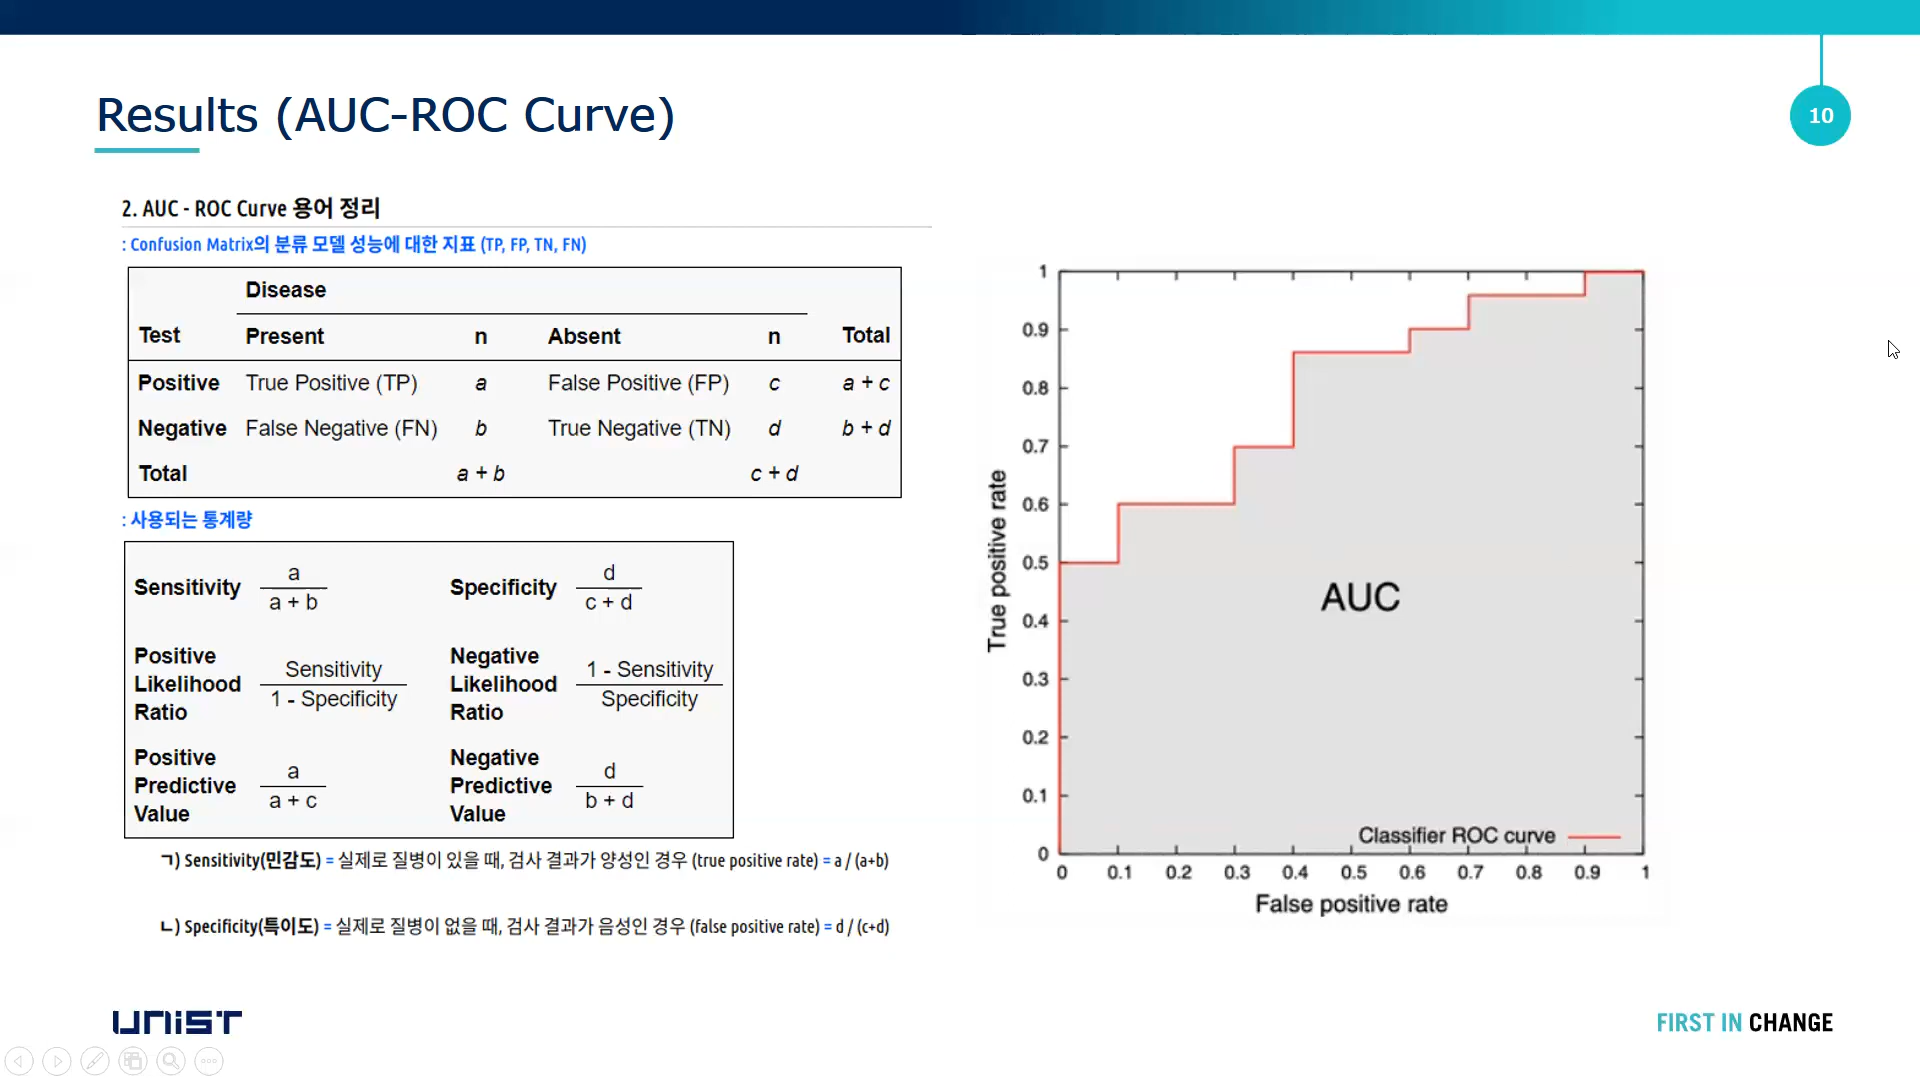 Results (AUC-ROC Curve)
10
2. AUC - ROC Curve 용어 정리
: Confusion Matrix의 분류 모델 성능에 대한 지표 (TP, FP, TN, FN)
Disease
Test Present n Absent n Total
Positive True Positive (TP) a False Positive (FP) c a + c
Negative False Negative (FN) b True Negative (TN) d b + d
Total a + b c + d
: 사용되는 통계량
Sensitivity a / a + b Specificity d / c + d
Positive Likelihood Ratio Sensitivity / 1 - Specificity Negative Likelihood Ratio 1 - Sensitivity / Specificity
Positive Predictive Value a / a + c Negative Predictive Value d / b + d
ㄱ) Sensitivity(민감도) = 실제로 질병이 있을 때, 검사 결과가 양성인 경우 (true positive rate) = a / (a+b)
ㄴ) Specificity(특이도) = 실제로 질병이 없을 때, 검사 결과가 음성인 경우 (false positive rate) = d / (c+d)
True positive rate
1
0.9
0.8
0.7
0.6
0.5
0.4
0.3
0.2
0.1
0
AUC
Classifier ROC curve
0 0.1 0.2 0.3 0.4 0.5 0.6 0.7 0.8 0.9 1
False positive rate
UNIST
FIRST IN CHANGE